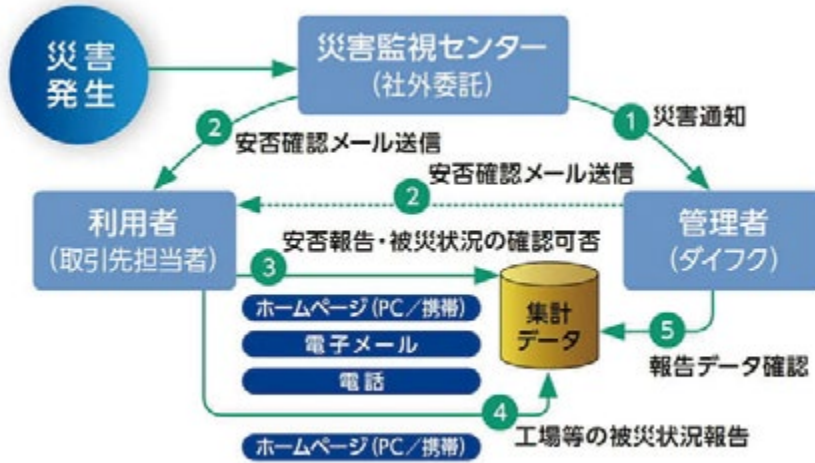 災害
発生
災害監視センター
(社外委託)
1
災害通知
2
安否確認メール送信
安否確認メール送信
2
利用者
(取引先担当者)
管理者
(ダイフク)
安否報告・被災状況の確認可否
3
ホームページ(PC/携帯)
電子メール
電話
集計
データ
5
報告データ確認
4
工場等の被災状況報告
ホームページ(PC/携帯)